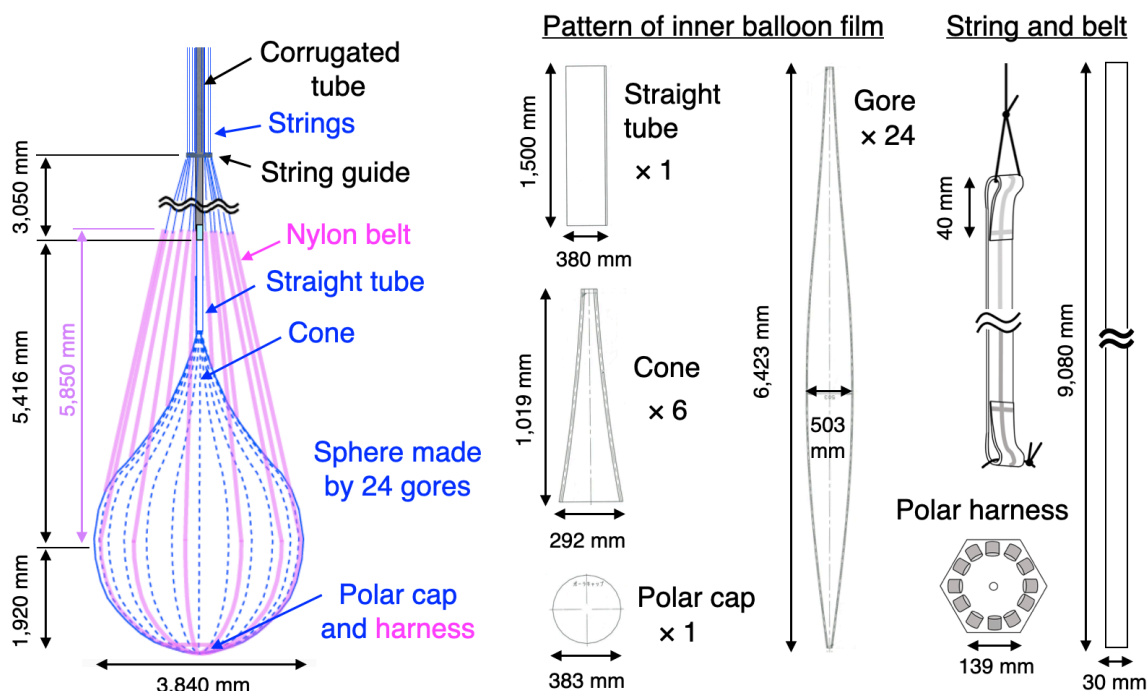 Corrugated
tube
Strings
String guide
3,050 mm
Nylon belt
Straight tube
Cone
5,416 mm
5,850 mm
Sphere made
by 24 gores
1,920 mm
Polar cap
and harness
3,840 mm
Pattern of inner balloon film
1,500 mm
Straight
tube
× 1
380 mm
1,019 mm
Cone
× 6
292 mm
Polar cap
× 1
383 mm
Gore
× 24
6,423 mm
503
mm
String and belt
40 mm
9,080 mm
Polar harness
139 mm
30 mm